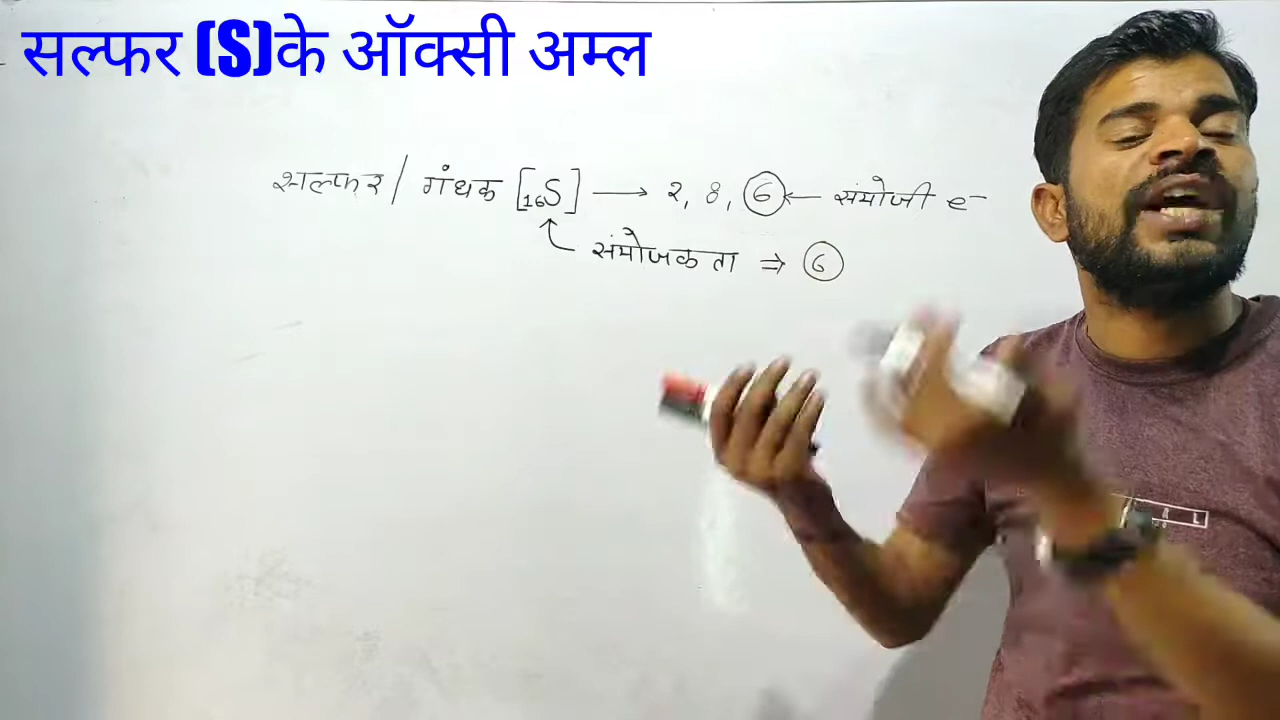 सल्फर (S)के ऑक्सी अम्ल
सल्फर / गंधक [₁₆S] ⟶ 2, 8, 6 ← संयोजी e⁻
संयोजकता ⇒ 6